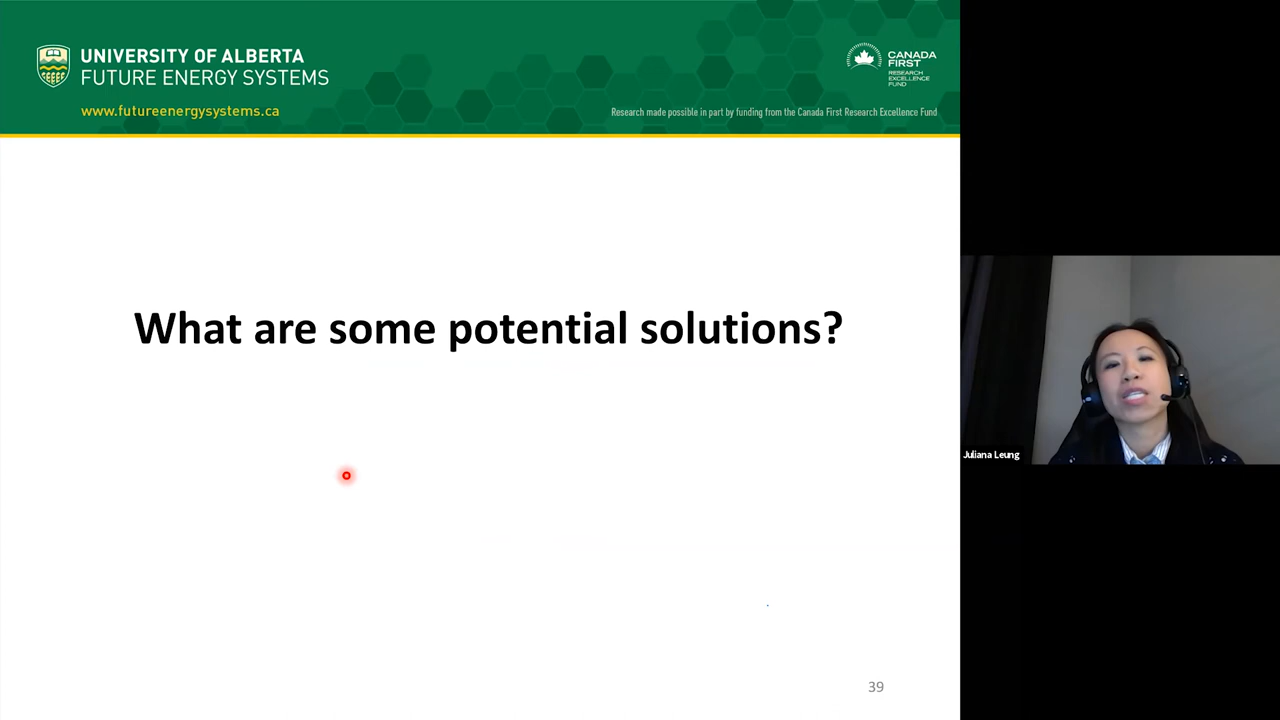 UNIVERSITY OF ALBERTA
FUTURE ENERGY SYSTEMS
www.futureenergysystems.ca
CANADA
FIRST
RESEARCH
EXCELLENCE
FUND
Research made possible in part by funding from the Canada First Research Excellence Fund
What are some potential solutions?
Juliana Leung
39